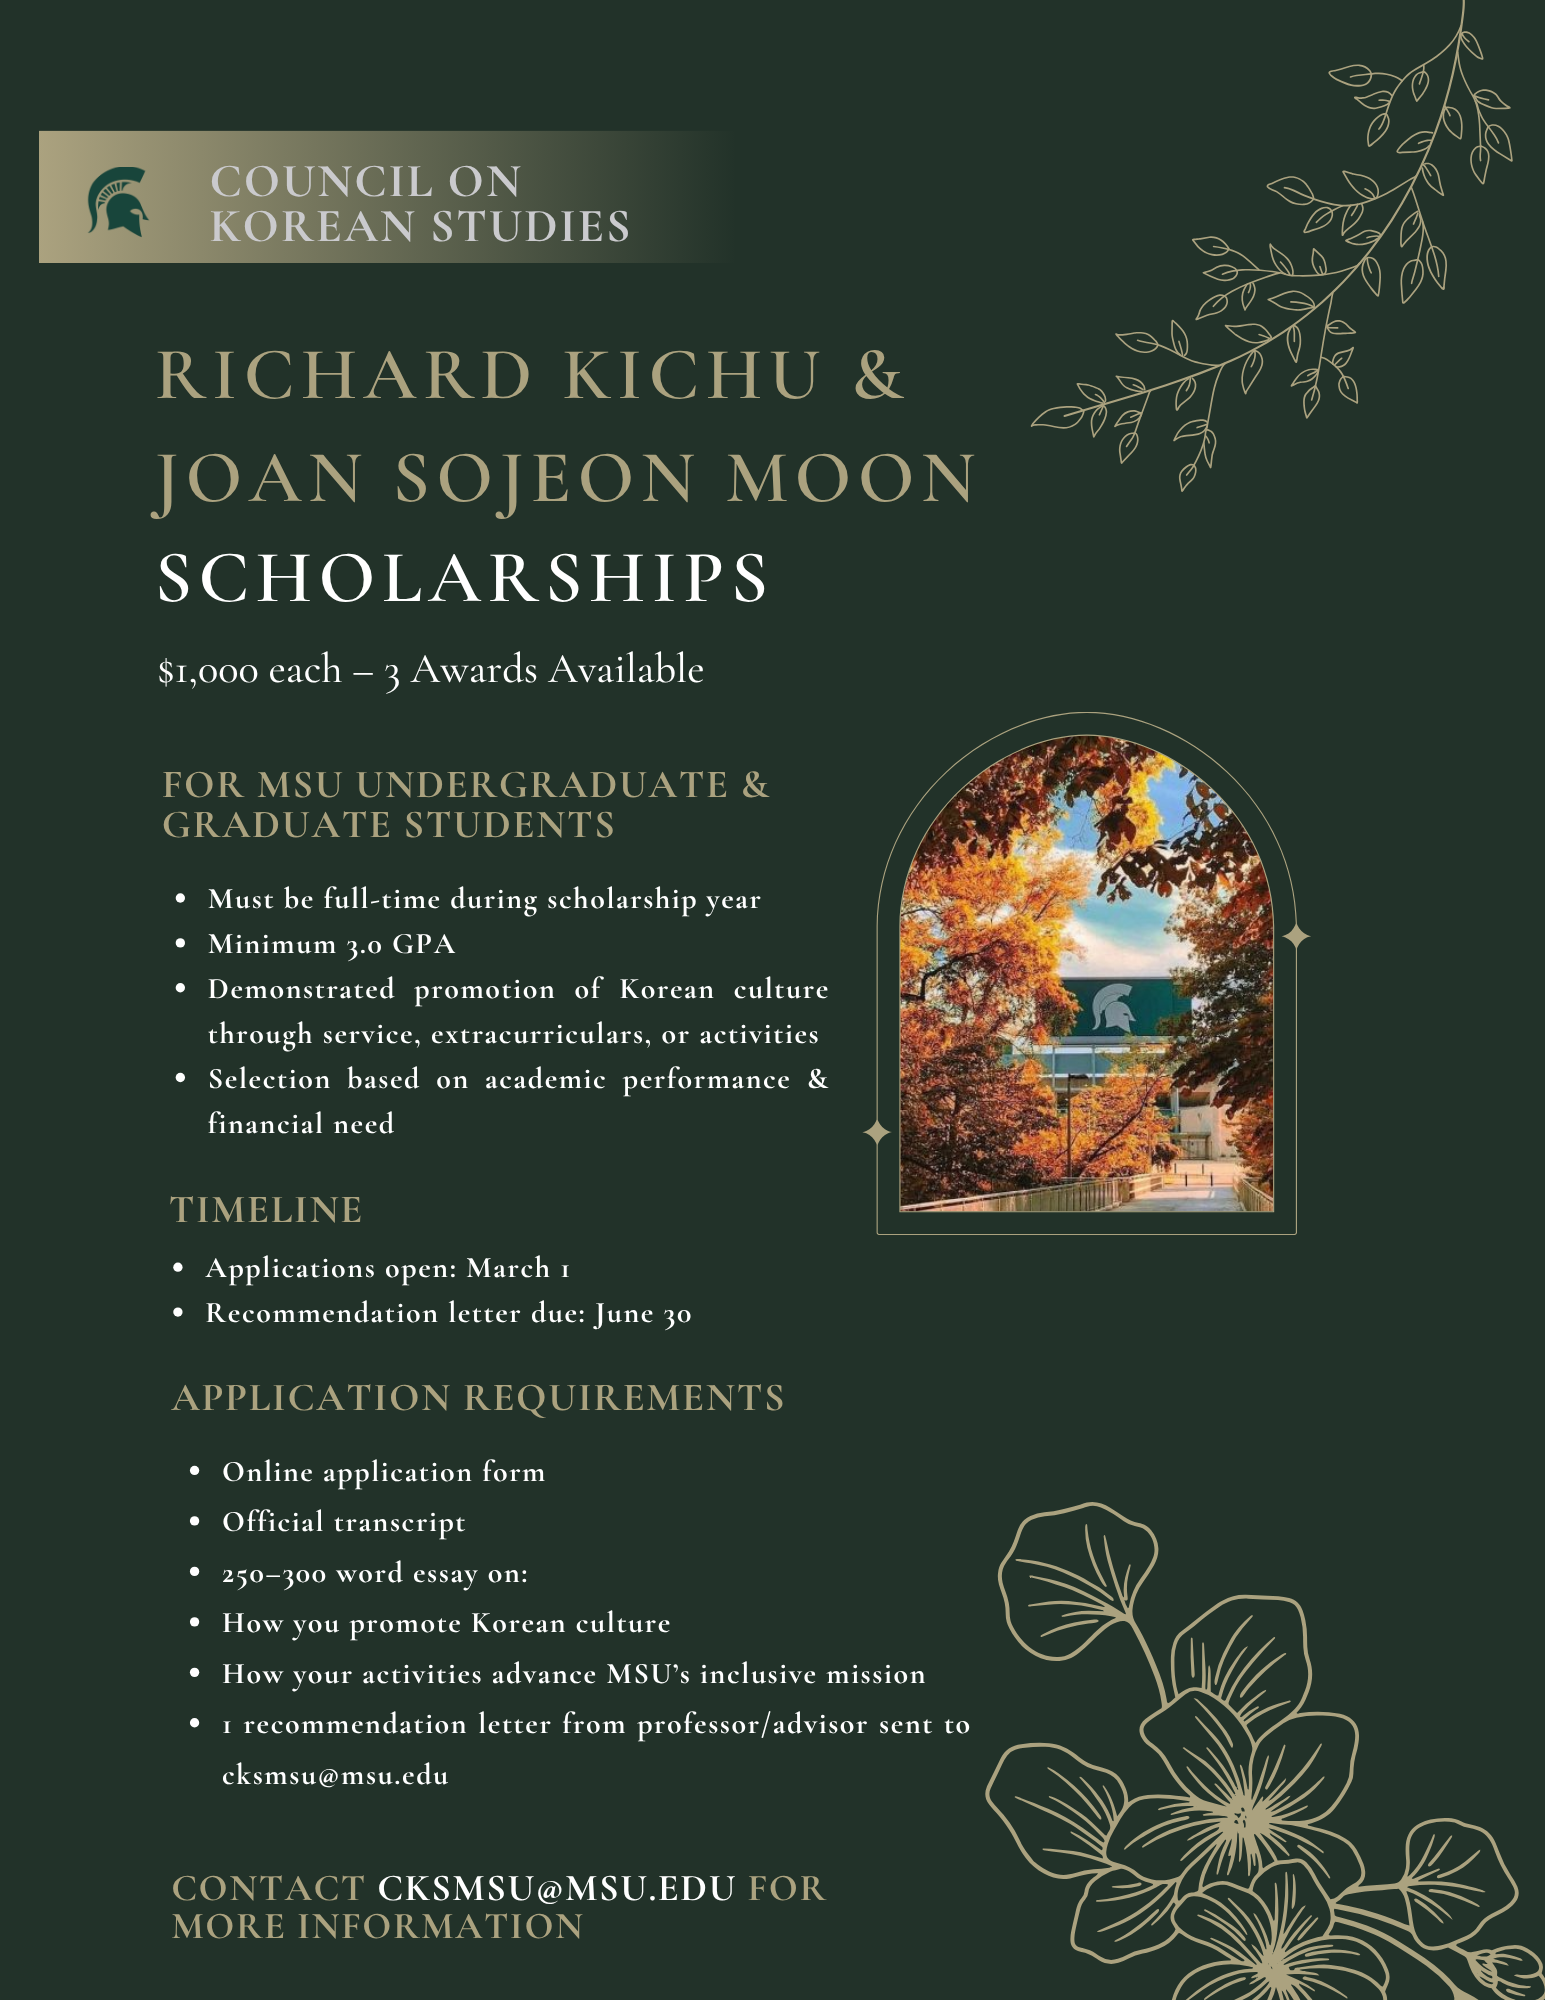 COUNCIL ON
KOREAN STUDIES
RICHARD KICHU &
JOAN SOJEON MOON
SCHOLARSHIPS
$1,000 each – 3 Awards Available
FOR MSU UNDERGRADUATE &
GRADUATE STUDENTS
• Must be full-time during scholarship year
• Minimum 3.0 GPA
• Demonstrated promotion of Korean culture
through service, extracurriculars, or activities
• Selection based on academic performance &
financial need
TIMELINE
• Applications open: March 1
• Recommendation letter due: June 30
APPLICATION REQUIREMENTS
• Online application form
• Official transcript
• 250–300 word essay on:
• How you promote Korean culture
• How your activities advance MSU's inclusive mission
• 1 recommendation letter from professor/advisor sent to
cksmsu@msu.edu
CONTACT CKSMSU@MSU.EDU FOR
MORE INFORMATION